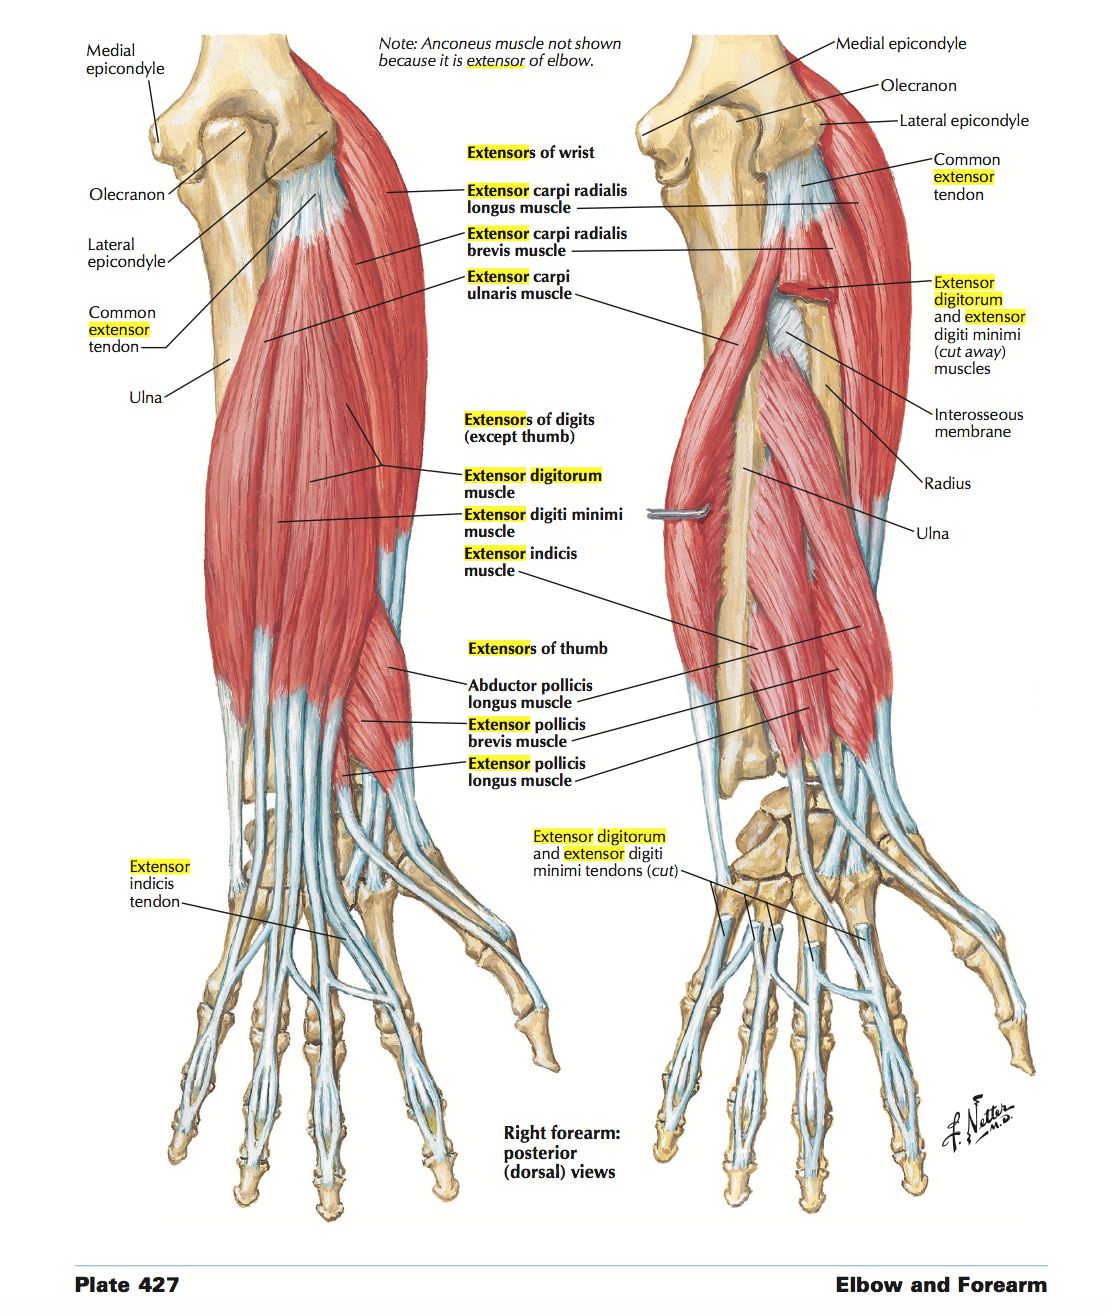 Medial
epicondyle
Olecranon
Lateral
epicondyle
Common
extensor
tendon
Ulna
Extensor
indicis
tendon
Note: Anconeus muscle not shown
because it is extensor of elbow.
Extensors of wrist
Extensor carpi radialis
longus muscle
Extensor carpi radialis
brevis muscle
Extensor carpi
ulnaris muscle
Extensors of digits
(except thumb)
Extensor digitorum
muscle
Extensor digiti minimi
muscle
Extensor indicis
muscle
Extensors of thumb
Abductor pollicis
longus muscle
Extensor pollicis
brevis muscle
Extensor pollicis
longus muscle
Extensor digitorum
and extensor digiti
minimi tendons (cut)
Medial epicondyle
Olecranon
Lateral epicondyle
Common
extensor
tendon
Extensor
digitorum
and extensor
digiti minimi
(cut away)
muscles
Interosseous
membrane
Radius
Ulna
Right forearm:
posterior
(dorsal) views
F. Netter
M.D.
Plate 427
Elbow and Forearm